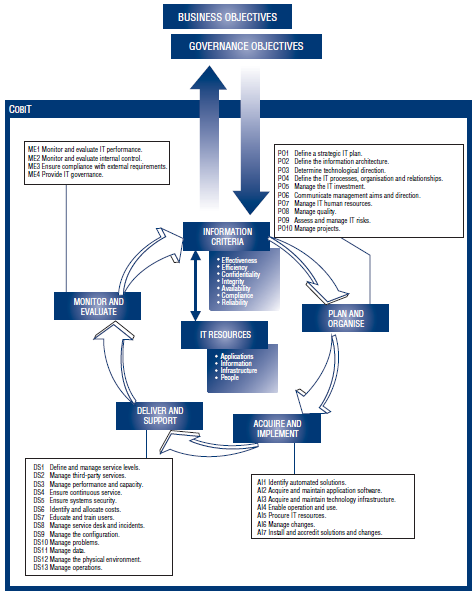 BUSINESS OBJECTIVES
GOVERNANCE OBJECTIVES
COBIT
ME1 Monitor and evaluate IT performance.
ME2 Monitor and evaluate internal control.
ME3 Ensure compliance with external requirements.
ME4 Provide IT governance.
PO1 Define a strategic IT plan.
PO2 Define the information architecture.
PO3 Determine technological direction.
PO4 Define the IT processes, organisation and relationships.
PO5 Manage the IT investment.
PO6 Communicate management aims and direction.
PO7 Manage IT human resources.
PO8 Manage quality.
PO9 Assess and manage IT risks.
PO10 Manage projects.
INFORMATION
CRITERIA
• Effectiveness
• Efficiency
• Confidentiality
• Integrity
• Availability
• Compliance
• Reliability
MONITOR AND
EVALUATE
PLAN AND
ORGANISE
IT RESOURCES
• Applications
• Information
• Infrastructure
• People
DELIVER AND
SUPPORT
ACQUIRE AND
IMPLEMENT
DS1 Define and manage service levels.
DS2 Manage third-party services.
DS3 Manage performance and capacity.
DS4 Ensure continuous service.
DS5 Ensure systems security.
DS6 Identify and allocate costs.
DS7 Educate and train users.
DS8 Manage service desk and incidents.
DS9 Manage the configuration.
DS10 Manage problems.
DS11 Manage data.
DS12 Manage the physical environment.
DS13 Manage operations.
AI1 Identify automated solutions.
AI2 Acquire and maintain application software.
AI3 Acquire and maintain technology infrastructure.
AI4 Enable operation and use.
AI5 Procure IT resources.
AI6 Manage changes.
AI7 Install and accredit solutions and changes.